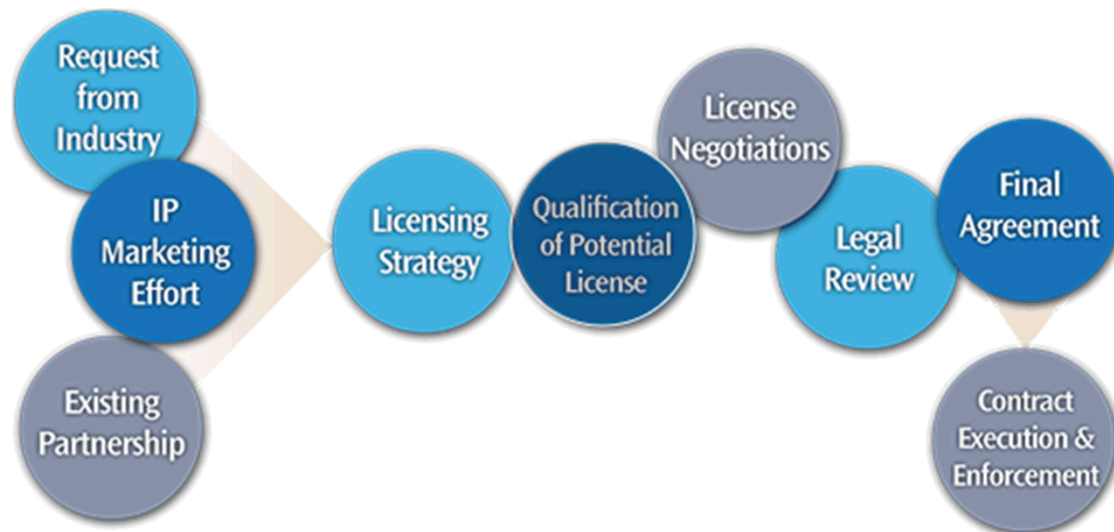 Request
from
Industry
IP
Marketing
Effort
Existing
Partnership
Licensing
Strategy
Qualification
of Potential
License
License
Negotiations
Legal
Review
Final
Agreement
Contract
Execution &
Enforcement